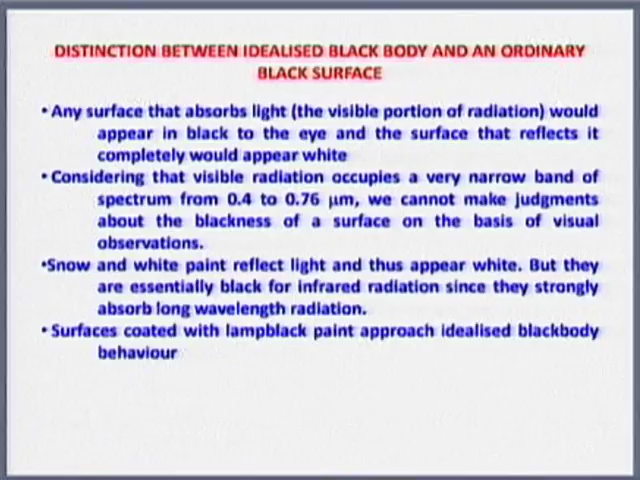 DISTINCTION BETWEEN IDEALISED BLACK BODY AND AN ORDINARY
BLACK SURFACE
• Any surface that absorbs light (the visible portion of radiation) would
appear in black to the eye and the surface that reflects it
completely would appear white
• Considering that visible radiation occupies a very narrow band of
spectrum from 0.4 to 0.76 µm, we cannot make judgments
about the blackness of a surface on the basis of visual
observations.
•Snow and white paint reflect light and thus appear white. But they
are essentially black for infrared radiation since they strongly
absorb long wavelength radiation.
• Surfaces coated with lampblack paint approach idealised blackbody
behaviour